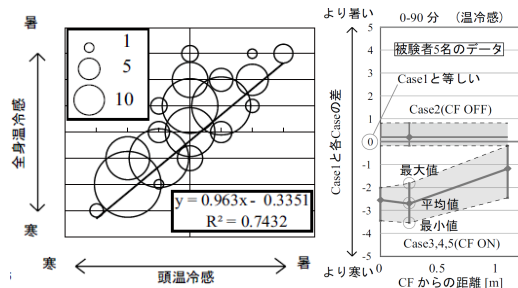 暑
全身温冷感
寒
1
5
10
y = 0.963x - 0.3351
R² = 0.7432
寒
頭温冷感
暑
より暑い
0-90 分 （温冷感）
Case1と各Caseの差
より寒い
5
4
3
2
1
0
-1
-2
-3
-4
-5
被験者5名のデータ
Case1と等しい
Case2(CF OFF)
最大値
平均値
最小値
Case3,4,5(CF ON)
0
0.5
1
CF からの距離 [m]